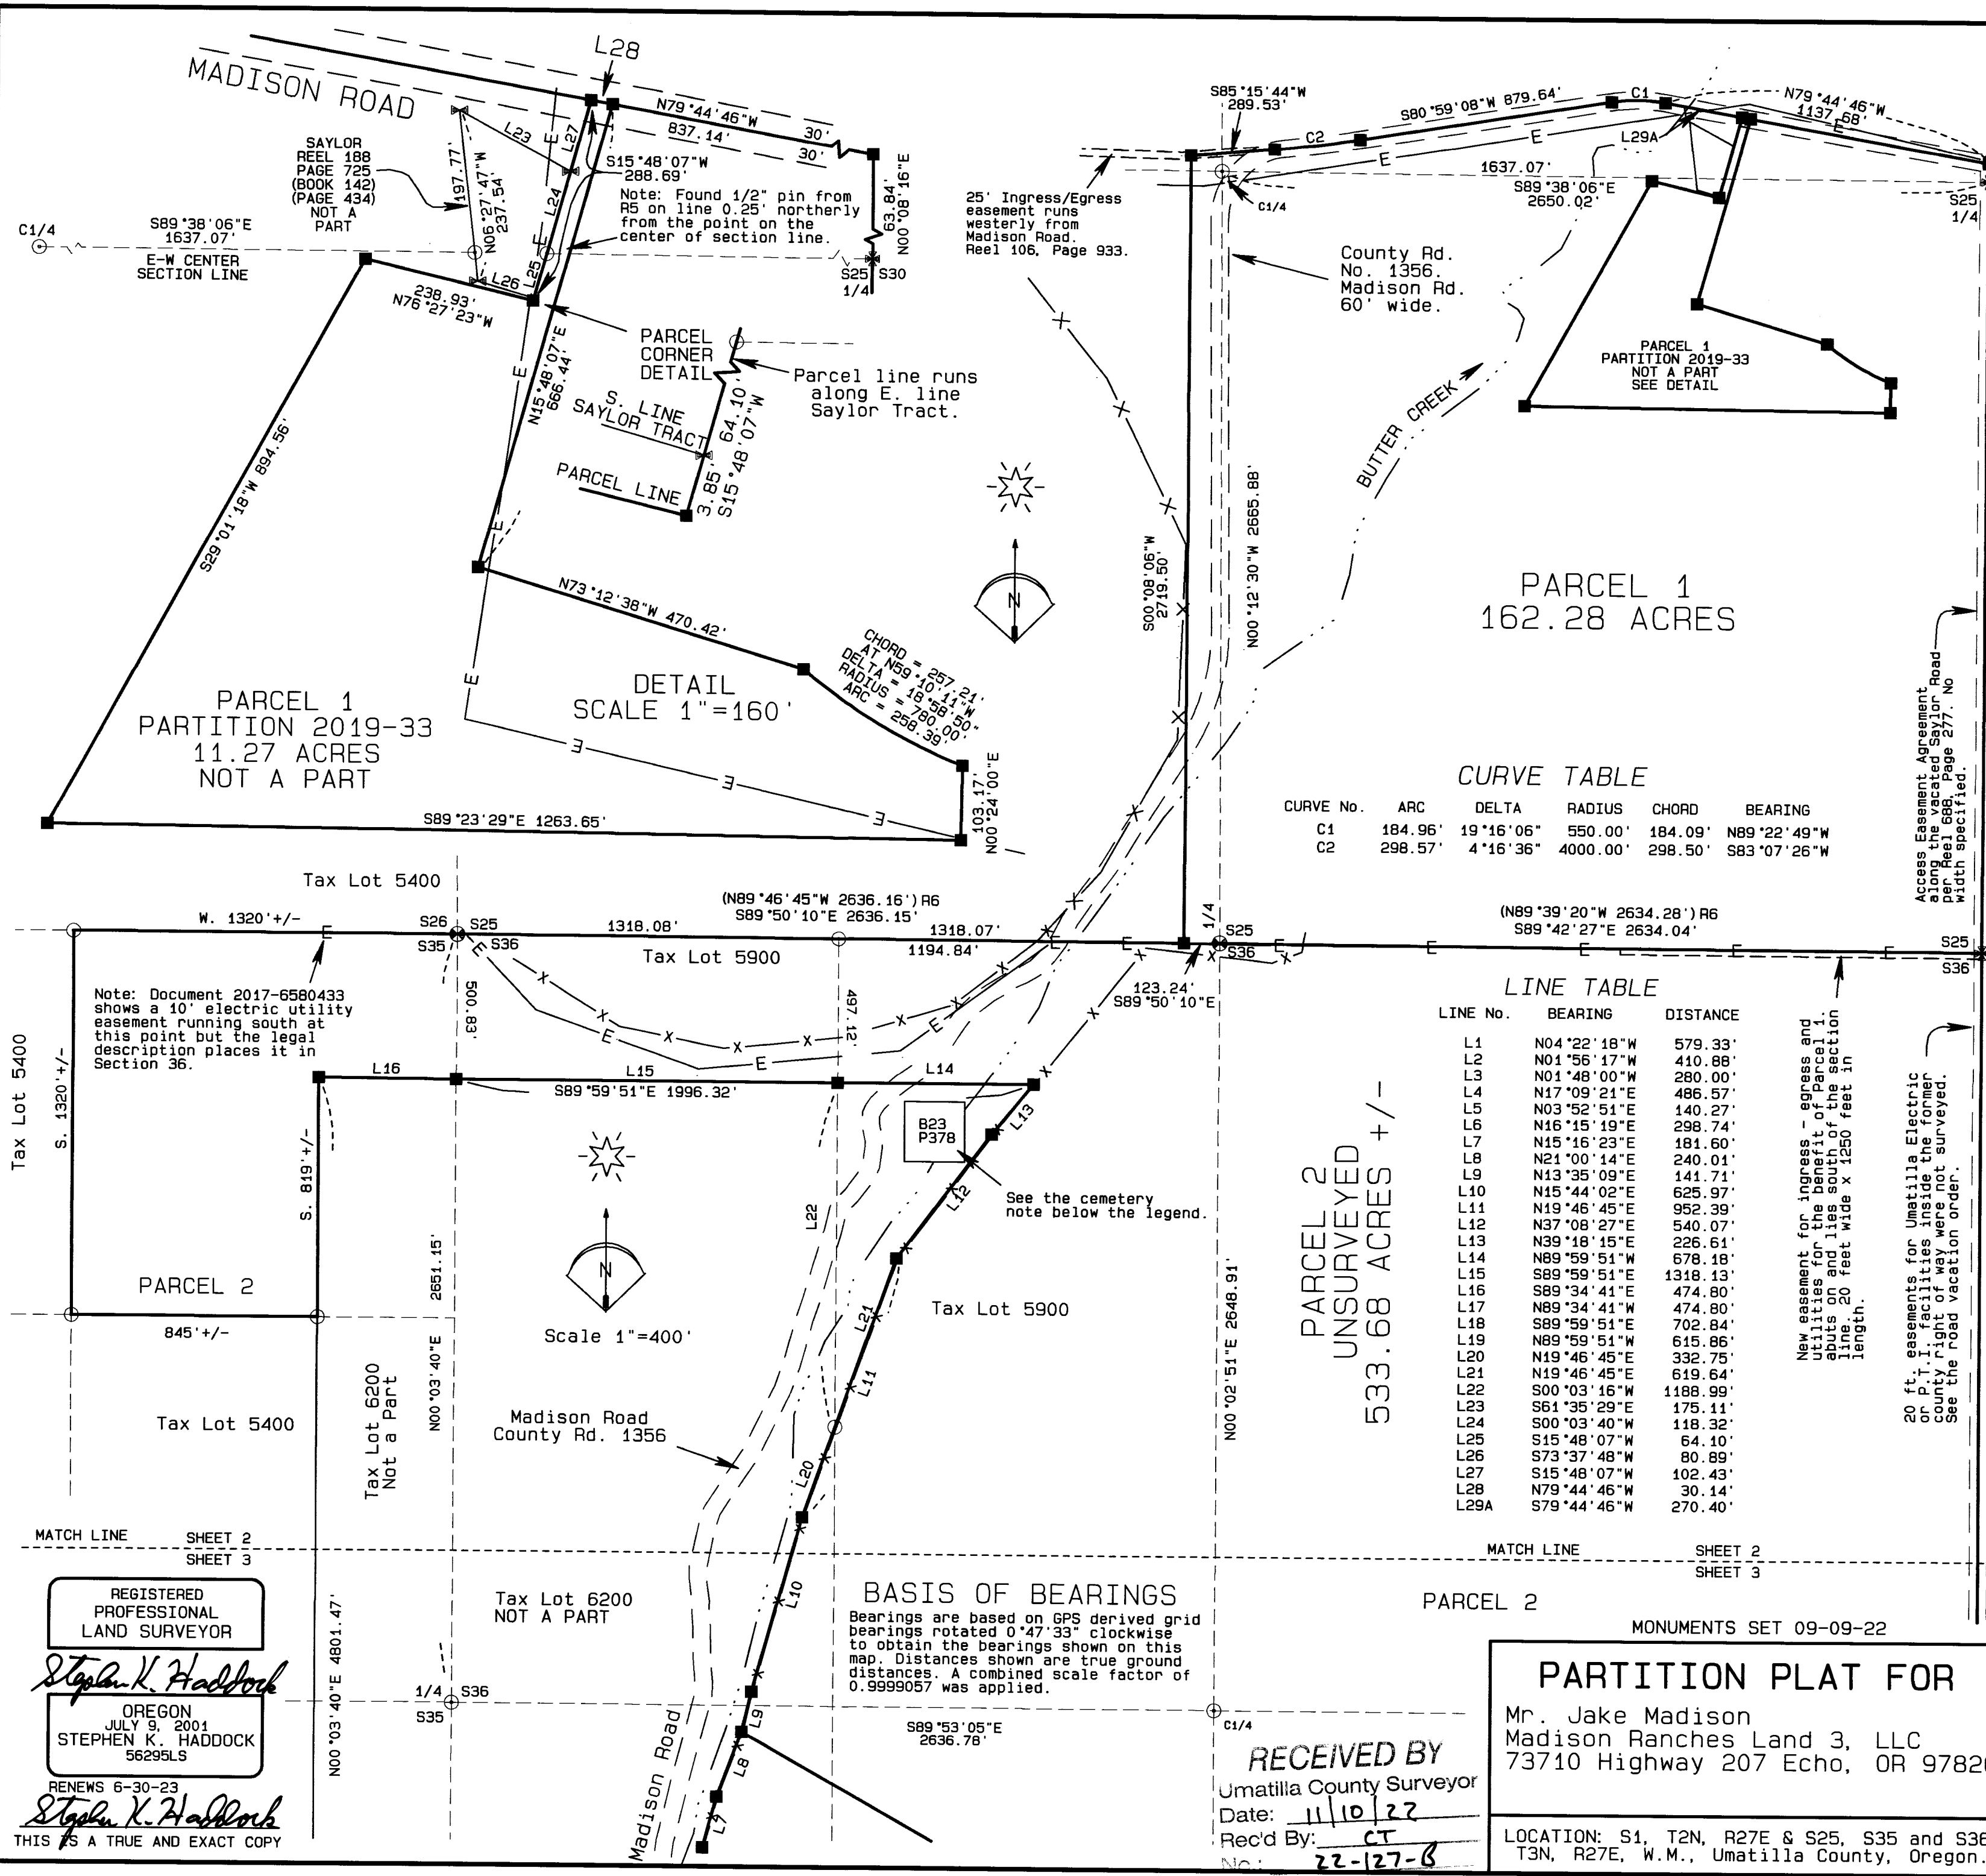 L28
MADISON ROAD
N79°44'46"W
837.14'
30'
30'
L23
L27
SAYLOR
REEL 188
PAGE 725
(BOOK 142)
(PAGE 434)
NOT A
PART
197.77'
N06°27'47"W
237.54'
L24
L25
L26
S15°48'07"W
288.69'
Note: Found 1/2" pin from
R5 on line 0.25' northerly
from the point on the
center of section line.
63.84'
N00°08'16"E
S25
S30
1/4
C1/4
S89°38'06"E
1637.07'
E-W CENTER
SECTION LINE
238.93'
N76°27'23"W
S29°01'18"W 894.56'
N15°48'07"E
666.44'
PARCEL
CORNER
DETAIL
Parcel line runs
along E. line
Saylor Tract.
S. LINE
SAYLOR TRACT
64.10'
S15°48'07"W
3.85'
PARCEL LINE
N73°12'38"W 470.42'
CHORD = 257.21'
AT N59°10'11"W
DELTA = 18°58'50"
RADIUS = 780.00'
ARC = 258.39'
DETAIL
SCALE 1"=160'
N
PARCEL 1
PARTITION 2019-33
11.27 ACRES
NOT A PART
S89°23'29"E 1263.65'
103.17'
N00°24'00"E
S85°15'44"W
289.53'
C2
S80°59'08"W 879.64'
C1
N79°44'46"W
1137.68'
L29A
1637.07'
S89°38'06"E
2650.02'
S25
1/4
C1/4
25' Ingress/Egress
easement runs
westerly from
Madison Road.
Reel 106, Page 933.
County Rd.
No. 1356.
Madison Rd.
60' wide.
BUTTER CREEK
PARCEL 1
PARTITION 2019-33
NOT A PART
SEE DETAIL
S00°08'06"W
2719.50'
N00°12'30"W 2665.88'
PARCEL 1
162.28 ACRES
Access Easement Agreement
along the vacated Saylor Road
per Reel 688, Page 277. No
width specified.
CURVE TABLE
CURVE No. ARC DELTA RADIUS CHORD BEARING
C1 184.96' 19°16'06" 550.00' 184.09' N89°22'49"W
C2 298.57' 4°16'36" 4000.00' 298.50' S83°07'26"W
Tax Lot 5400
W. 1320'+/-
S26
S25
S35
S36
1318.08'
(N89°46'45"W 2636.16')R6
S89°50'10"E 2636.15'
1318.07'
1194.84'
Tax Lot 5900
1/4
S25
S36
123.24'
S89°50'10"E
(N89°39'20"W 2634.28')R6
S89°42'27"E 2634.04'
S25
S36
Note: Document 2017-6580433
shows a 10' electric utility
easement running south at
this point but the legal
description places it in
Section 36.
Tax Lot 5400
S. 1320'+/-
500.83'
497.12'
L16
L15
L14
S89°59'51"E 1996.32'
S. 819'+/-
B23
P378
L13
L12
See the cemetery
note below the legend.
L22
PARCEL 2
845'+/-
N00°03'40"E 2651.15'
N
Scale 1"=400'
L21
Tax Lot 5900
L11
L20
N00°02'51"E 2648.91'
Tax Lot 5400
Tax Lot 6200
Not a Part
Madison Road
County Rd. 1356
PARCEL 2
UNSURVEYED
533.68 ACRES +/-
LINE TABLE
LINE No. BEARING DISTANCE
L1 N04°22'18"W 579.33'
L2 N01°56'17"W 410.88'
L3 N01°48'00"W 280.00'
L4 N17°09'21"E 486.57'
L5 N03°52'51"E 140.27'
L6 N16°15'19"E 298.74'
L7 N15°16'23"E 181.60'
L8 N21°00'14"E 240.01'
L9 N13°35'09"E 141.71'
L10 N15°44'02"E 625.97'
L11 N19°46'45"E 952.39'
L12 N37°08'27"E 540.07'
L13 N39°18'15"E 226.61'
L14 N89°59'51"W 678.18'
L15 S89°59'51"E 1318.13'
L16 S89°34'41"E 474.80'
L17 N89°34'41"W 474.80'
L18 S89°59'51"E 702.84'
L19 N89°59'51"W 615.86'
L20 N19°46'45"E 332.75'
L21 N19°46'45"E 619.64'
L22 S00°03'16"W 1188.99'
L23 S61°35'29"E 175.11'
L24 S00°03'40"W 118.32'
L25 S15°48'07"W 64.10'
L26 S73°37'48"W 80.89'
L27 S15°48'07"W 102.43'
L28 N79°44'46"W 30.14'
L29A S79°44'46"W 270.40'
New easement for ingress - egress and
utilities for the benefit of Parcel 1.
abuts on and lies south of the section
line. 20 feet wide x 1250 feet in
length.
20 ft. easements for Umatilla Electric
or P.T.I. facilities inside the former
county right of way were not surveyed.
See the road vacation order.
MATCH LINE SHEET 2
SHEET 3
MATCH LINE SHEET 2
SHEET 3
REGISTERED
PROFESSIONAL
LAND SURVEYOR
Stephen K. Haddock
OREGON
JULY 9, 2001
STEPHEN K. HADDOCK
56295LS
RENEWS 6-30-23
Stephen K. Haddock
THIS IS A TRUE AND EXACT COPY
N00°03'40"E 4801.47'
Tax Lot 6200
NOT A PART
1/4
S36
S35
L10
L9
L8
L7
Madison Road
BASIS OF BEARINGS
Bearings are based on GPS derived grid
bearings rotated 0°47'33" clockwise
to obtain the bearings shown on this
map. Distances shown are true ground
distances. A combined scale factor of
0.9999057 was applied.
S89°53'05"E
2636.78'
C1/4
RECEIVED BY
Umatilla County Surveyor
Date: 11/10/22
Rec'd By: CT
No.: 22-127-B
PARCEL 2
MONUMENTS SET 09-09-22
PARTITION PLAT FOR
Mr. Jake Madison
Madison Ranches Land 3, LLC
73710 Highway 207 Echo, OR 9782
LOCATION: S1, T2N, R27E & S25, S35 and S36
T3N, R27E, W.M., Umatilla County, Oregon.